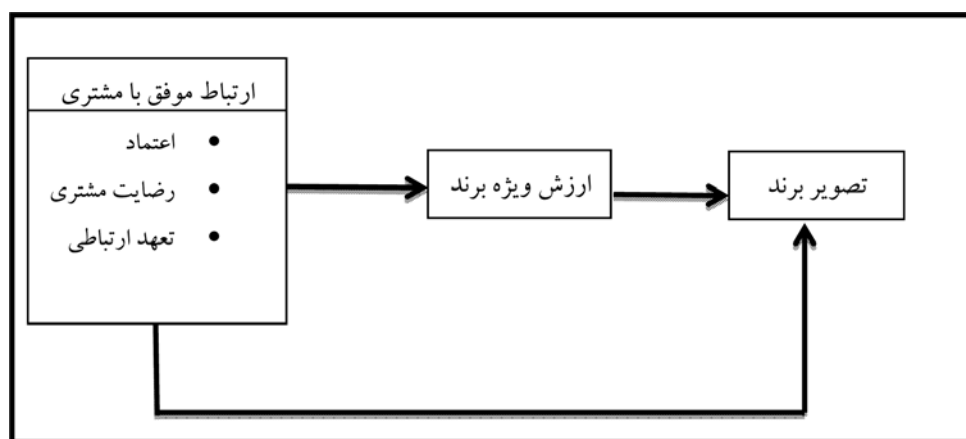 ارتباط موفق با مشتری
• اعتماد
• رضایت مشتری
• تعهد ارتباطی
ارزش ویژه برند
تصویر برند